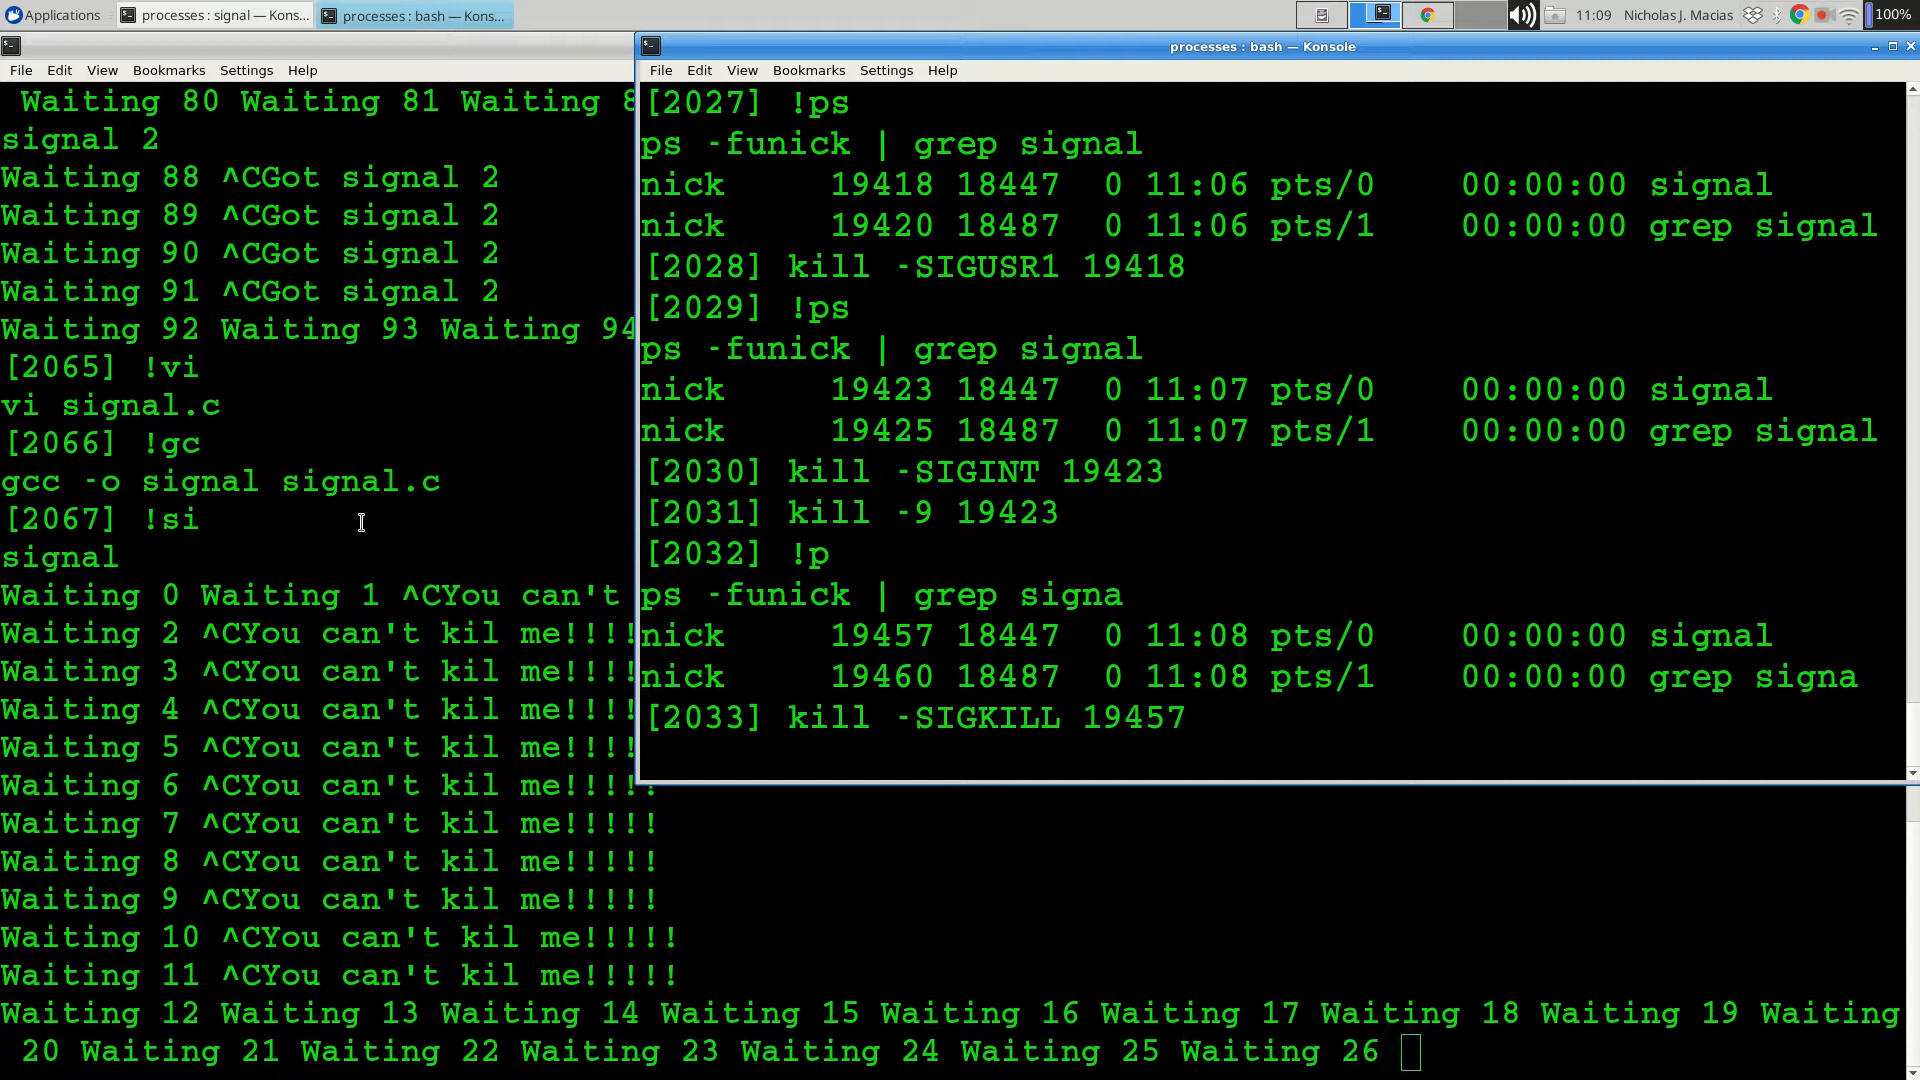 Applications
processes : signal — Kons...
processes : bash — Kons...
11:09
Nicholas J. Macias
100%
File Edit View Bookmarks Settings Help
Waiting 80 Waiting 81 Waiting 8
signal 2
Waiting 88 ^CGot signal 2
Waiting 89 ^CGot signal 2
Waiting 90 ^CGot signal 2
Waiting 91 ^CGot signal 2
Waiting 92 Waiting 93 Waiting 94
[2065] !vi
vi signal.c
[2066] !gc
gcc -o signal signal.c
[2067] !si
signal
Waiting 0 Waiting 1 ^CYou can't
Waiting 2 ^CYou can't kil me!!!!
Waiting 3 ^CYou can't kil me!!!!
Waiting 4 ^CYou can't kil me!!!!
Waiting 5 ^CYou can't kil me!!!!
Waiting 6 ^CYou can't kil me!!!!!
Waiting 7 ^CYou can't kil me!!!!!
Waiting 8 ^CYou can't kil me!!!!!
Waiting 9 ^CYou can't kil me!!!!!
Waiting 10 ^CYou can't kil me!!!!!
Waiting 11 ^CYou can't kil me!!!!!
Waiting 12 Waiting 13 Waiting 14 Waiting 15 Waiting 16 Waiting 17 Waiting 18 Waiting 19 Waiting
20 Waiting 21 Waiting 22 Waiting 23 Waiting 24 Waiting 25 Waiting 26
processes : bash — Konsole
File Edit View Bookmarks Settings Help
[2027] !ps
ps -funick | grep signal
nick 19418 18447 0 11:06 pts/0 00:00:00 signal
nick 19420 18487 0 11:06 pts/1 00:00:00 grep signal
[2028] kill -SIGUSR1 19418
[2029] !ps
ps -funick | grep signal
nick 19423 18447 0 11:07 pts/0 00:00:00 signal
nick 19425 18487 0 11:07 pts/1 00:00:00 grep signal
[2030] kill -SIGINT 19423
[2031] kill -9 19423
[2032] !p
ps -funick | grep signa
nick 19457 18447 0 11:08 pts/0 00:00:00 signal
nick 19460 18487 0 11:08 pts/1 00:00:00 grep signa
[2033] kill -SIGKILL 19457